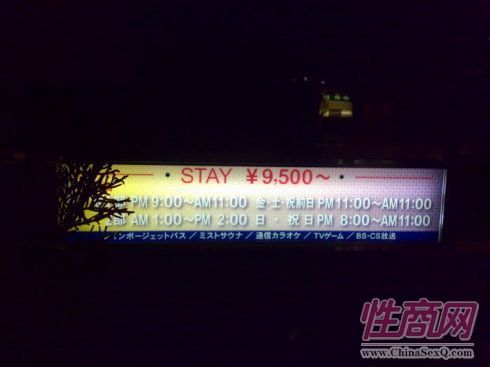 STAY ¥9,500～
部 PM 9:00～AM11:00 金・土・祝前日 PM11:00～AM11:00
部 AM 1:00～PM 2:00 日・祝日 PM 8:00～AM11:00
ジェットバス / ミストサウナ / 通信カラオケ / TVゲーム / BS・CS放送
性商网
www.ChinaSexQ.com